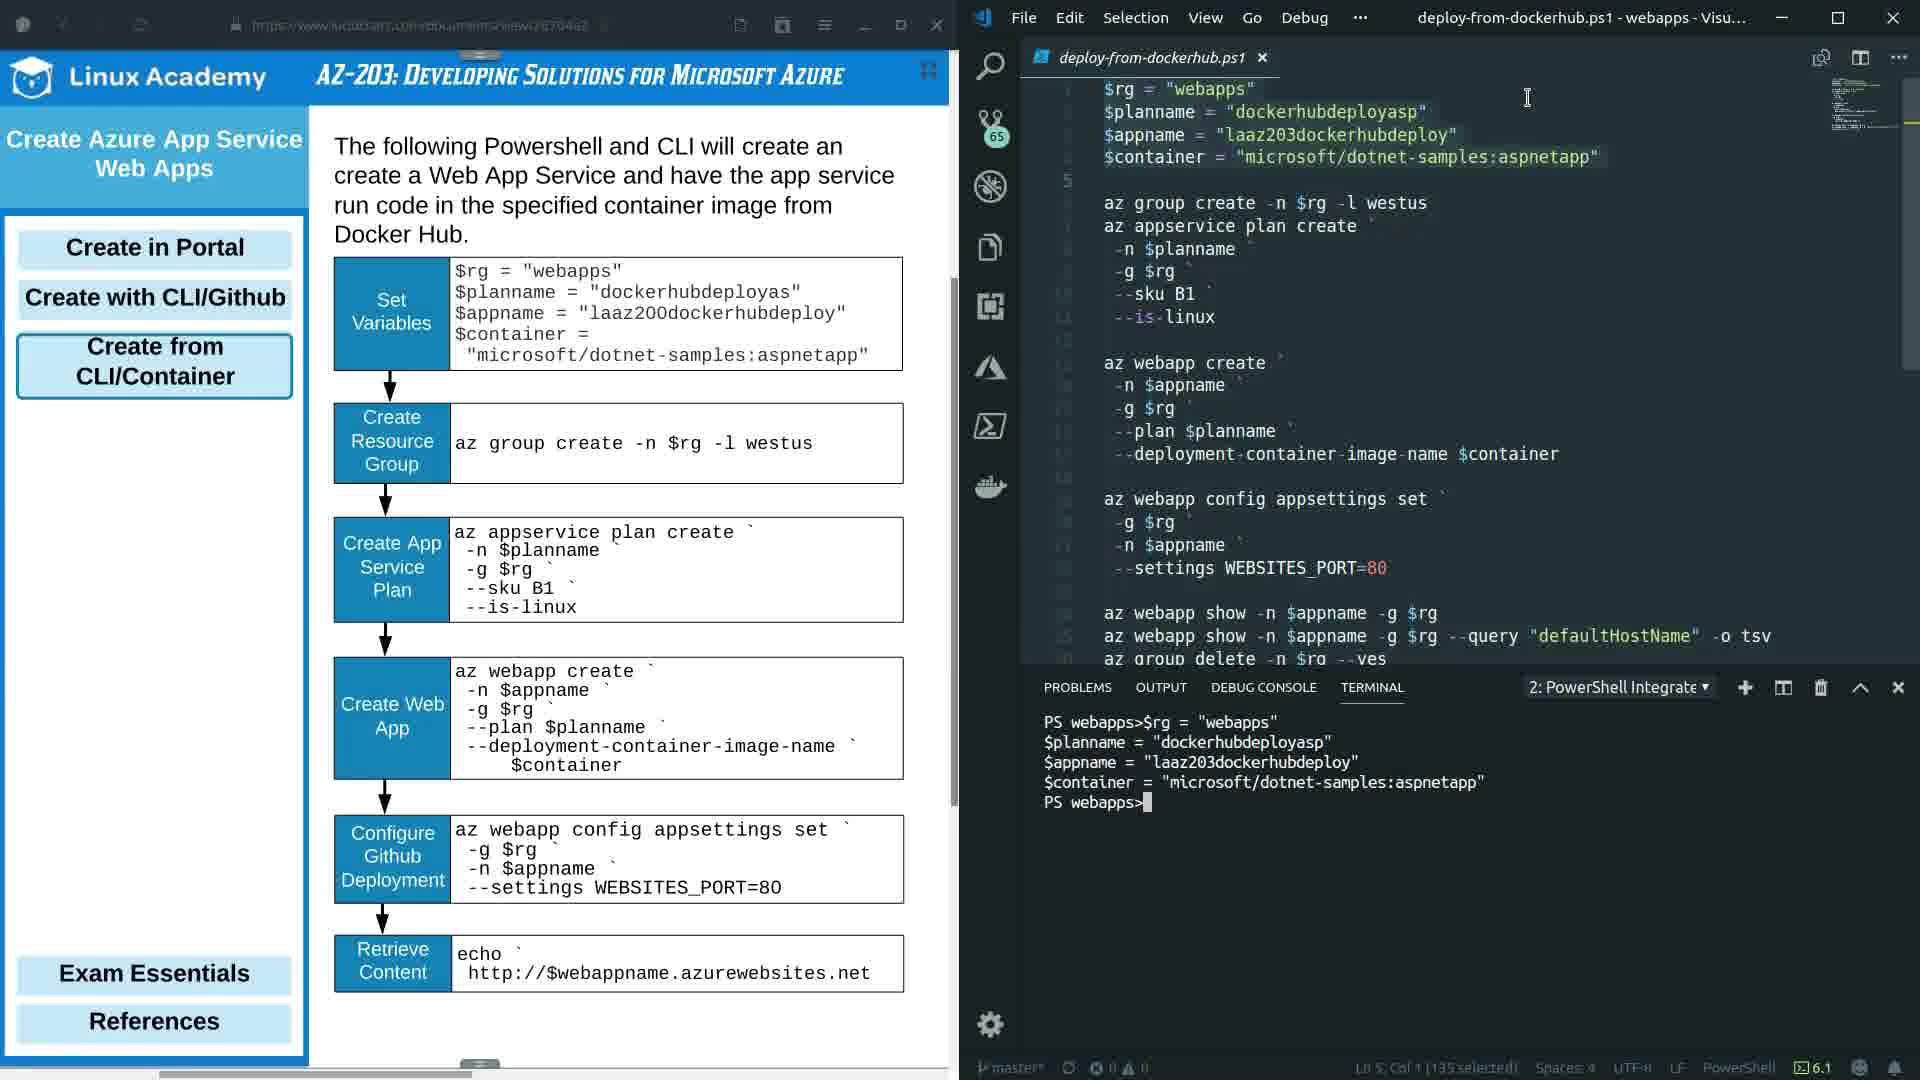 Linux Academy
AZ-203: Developing Solutions for Microsoft Azure
Create Azure App Service
Web Apps
Create in Portal
Create with CLI/Github
Create from
CLI/Container
Exam Essentials
References
The following Powershell and CLI will create an
create a Web App Service and have the app service
run code in the specified container image from
Docker Hub.
Set
Variables
$rg = "webapps"
$planname = "dockerhubdeployas"
$appname = "laaz200dockerhubdeploy"
$container =
"microsoft/dotnet-samples:aspnetapp"
Create
Resource
Group
az group create -n $rg -l westus
Create App
Service
Plan
az appservice plan create `
-n $planname `
-g $rg `
--sku B1 `
--is-linux
Create Web
App
az webapp create `
-n $appname `
-g $rg `
--plan $planname `
--deployment-container-image-name `
$container
Configure
Github
Deployment
az webapp config appsettings set `
-g $rg `
-n $appname `
--settings WEBSITES_PORT=80
Retrieve
Content
echo `
http://$webappname.azurewebsites.net
File Edit Selection View Go Debug ···
deploy-from-dockerhub.ps1 - webapps - Visu...
deploy-from-dockerhub.ps1
65
$rg = "webapps"
$planname = "dockerhubdeployasp"
$appname = "laaz203dockerhubdeploy"
$container = "microsoft/dotnet-samples:aspnetapp"
5
az group create -n $rg -l westus
az appservice plan create `
-n $planname `
-g $rg `
--sku B1 `
--is-linux
az webapp create `
-n $appname `
-g $rg `
--plan $planname `
--deployment-container-image-name $container
az webapp config appsettings set `
-g $rg `
-n $appname `
--settings WEBSITES_PORT=80
az webapp show -n $appname -g $rg
az webapp show -n $appname -g $rg --query "defaultHostName" -o tsv
az group delete -n $rg --yes
PROBLEMS OUTPUT DEBUG CONSOLE TERMINAL 2: PowerShell Integrate
PS webapps>$rg = "webapps"
$planname = "dockerhubdeployasp"
$appname = "laaz203dockerhubdeploy"
$container = "microsoft/dotnet-samples:aspnetapp"
PS webapps>
master* 0 0 Ln 5, Col 1 (135 selected) Spaces: 4 UTF-8 LF PowerShell 6.1